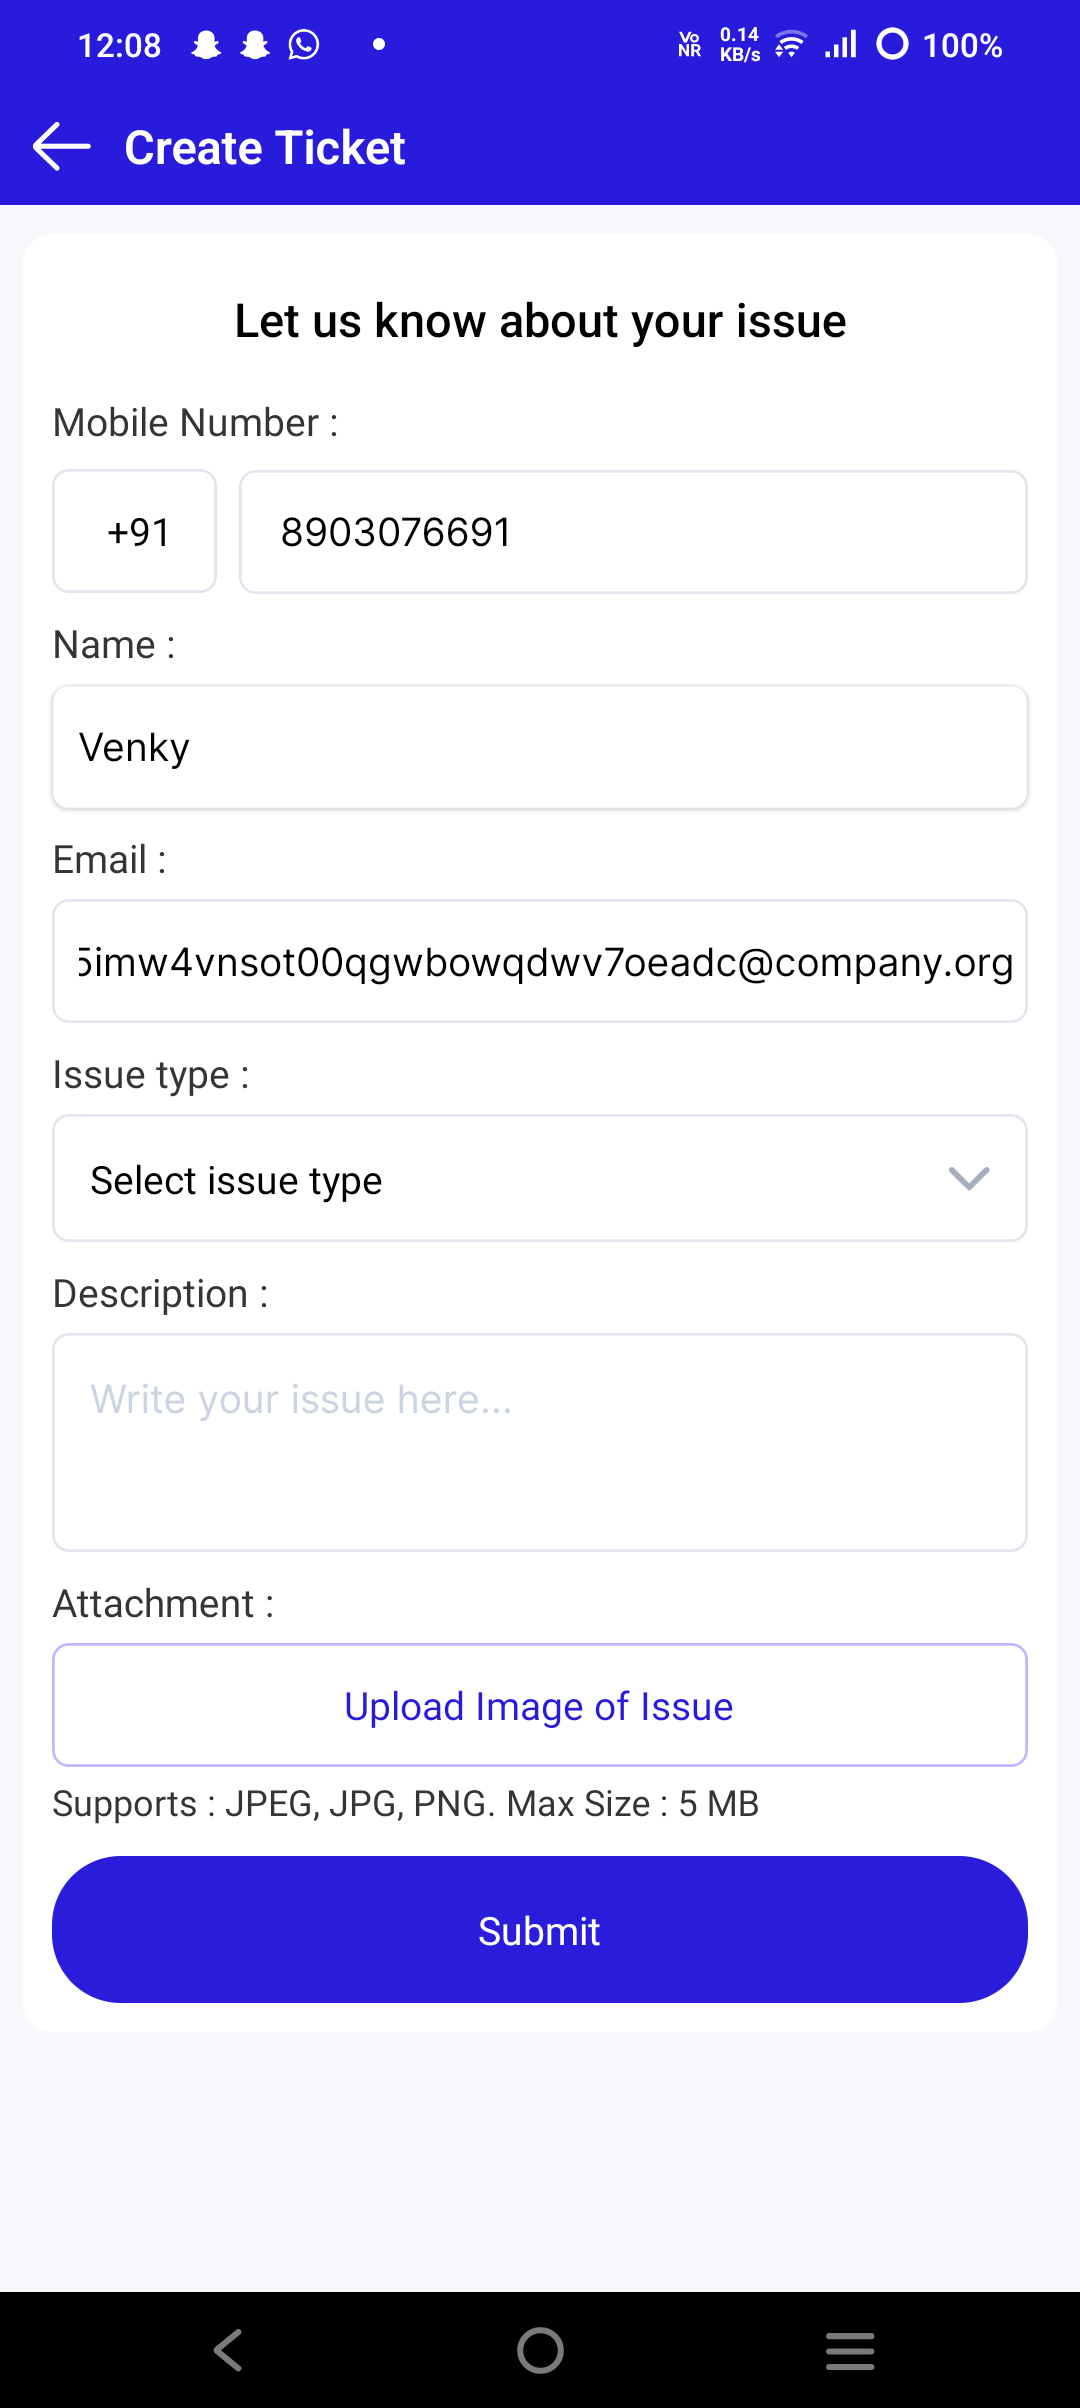 12:08
Vo NR
0.14 KB/s
100%
Create Ticket
Let us know about your issue
Mobile Number :
+91 8903076691
Name :
Venky
Email :
5imw4vnsot00qgwbowqdwv7oeadc@company.org
Issue type :
Select issue type
Description :
Write your issue here...
Attachment :
Upload Image of Issue
Supports : JPEG, JPG, PNG. Max Size : 5 MB
Submit